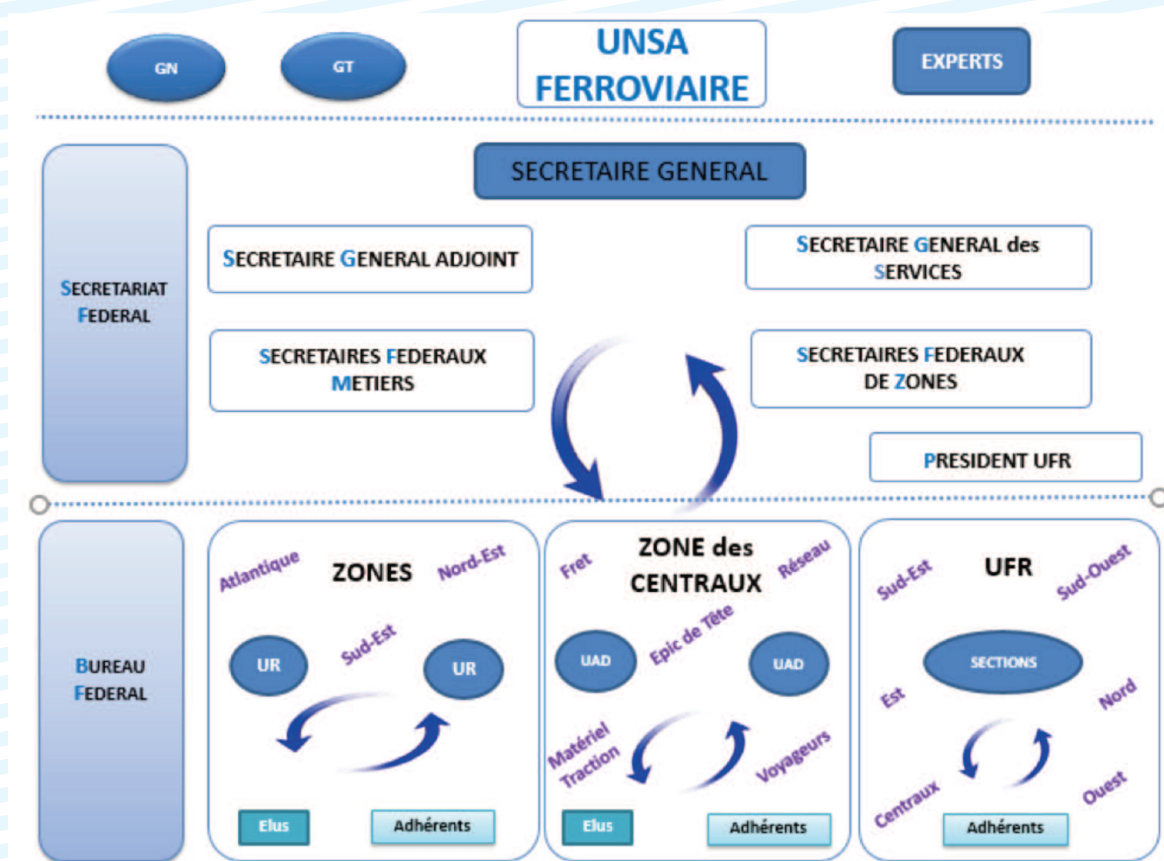 GN
GT
UNSA
FERROVIAIRE
EXPERTS
SECRETARIAT
FEDERAL
SECRETAIRE GENERAL
SECRETAIRE GENERAL ADJOINT
SECRETAIRE GENERAL des
SERVICES
SECRETAIRES FEDERAUX
METIERS
SECRETAIRES FEDERAUX
DE ZONES
PRESIDENT UFR
BUREAU
FEDERAL
Atlantique
ZONES
Nord-Est
Sud-Est
UR
UR
Elus
Adhérents
Fret
ZONE des
CENTRAUX
Réseau
Epic de Tête
UAD
UAD
Matériel
Traction
Voyageurs
Elus
Adhérents
Sud-Est
UFR
Sud-Ouest
SECTIONS
Est
Nord
Centraux
Ouest
Adhérents